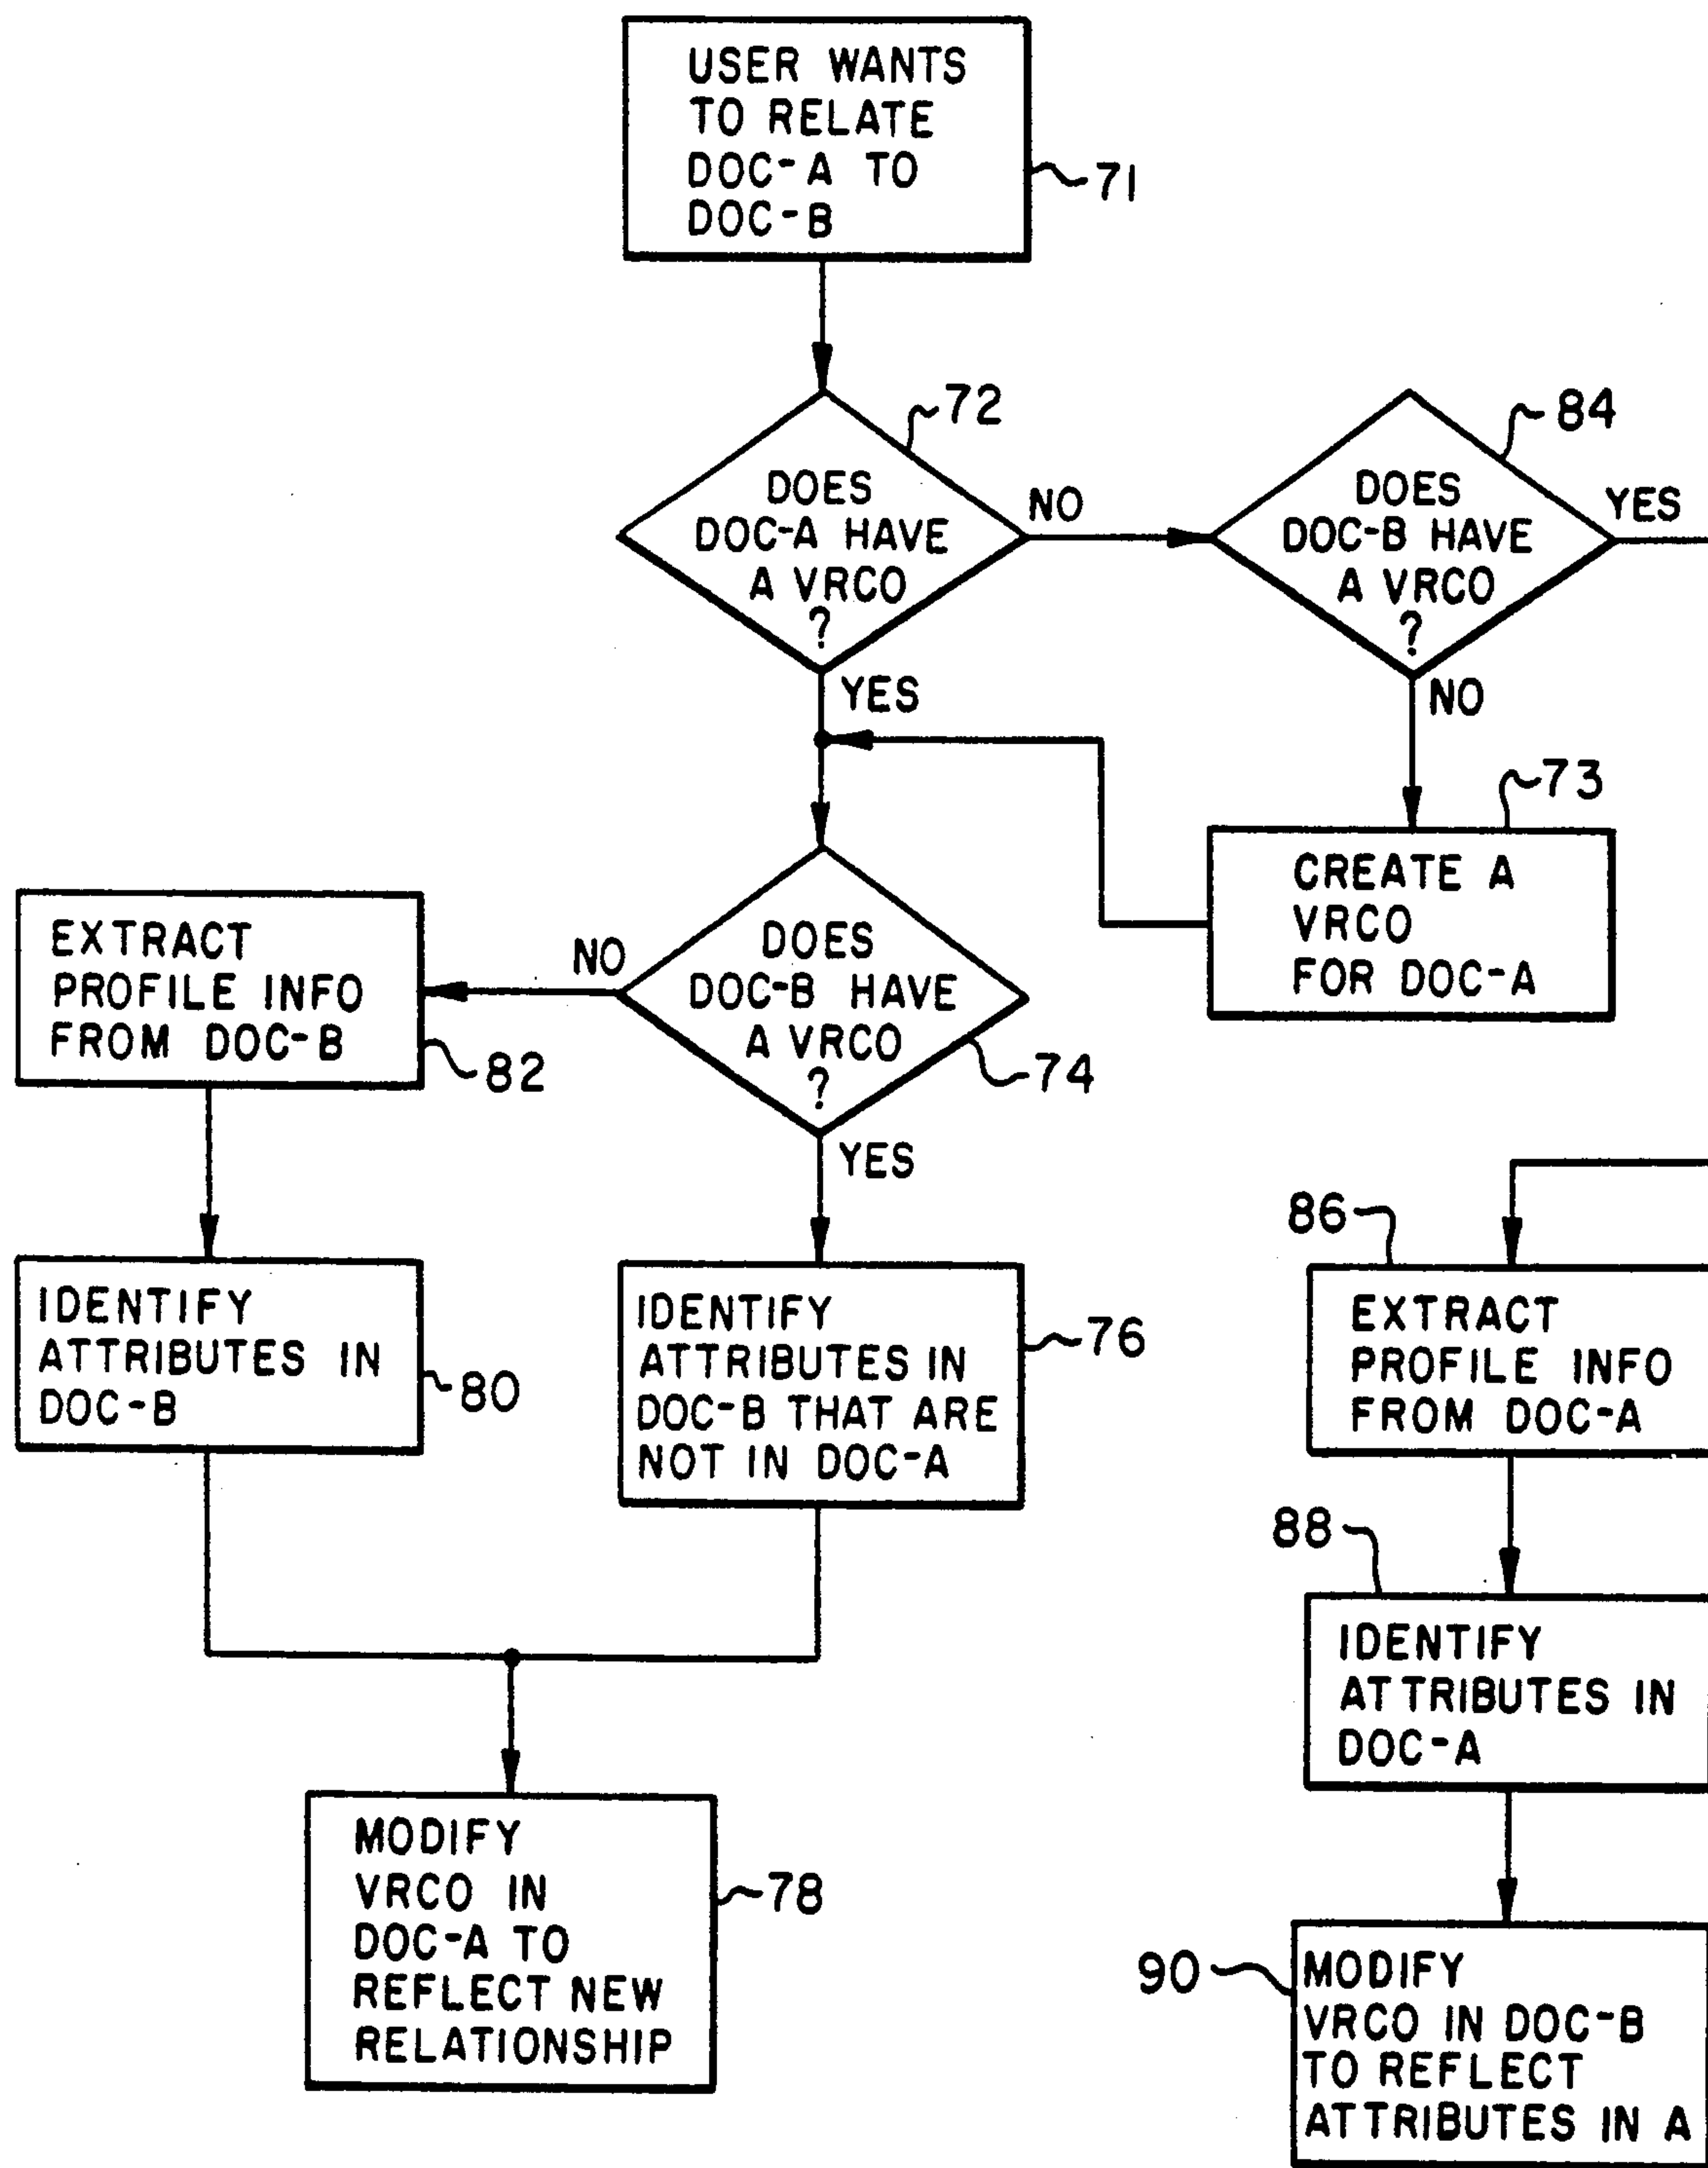 USER WANTS
TO RELATE
DOC-A TO
DOC-B
71
72
DOES
DOC-A HAVE
A VRCO
?
NO
YES
84
DOES
DOC-B HAVE
A VRCO
?
YES
NO
73
CREATE A
VRCO
FOR DOC-A
DOES
DOC-B HAVE
A VRCO
?
74
NO
YES
EXTRACT
PROFILE INFO
FROM DOC-B
82
IDENTIFY
ATTRIBUTES IN
DOC-B
80
IDENTIFY
ATTRIBUTES IN
DOC-B THAT ARE
NOT IN DOC-A
76
86
EXTRACT
PROFILE INFO
FROM DOC-A
88
IDENTIFY
ATTRIBUTES IN
DOC-A
MODIFY
VRCO IN
DOC-A TO
REFLECT NEW
RELATIONSHIP
78
90
MODIFY
VRCO IN DOC-B
TO REFLECT
ATTRIBUTES IN A